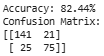 Accuracy: 82.44%
Confusion Matrix:
[[141  21]
 [ 25  75]]